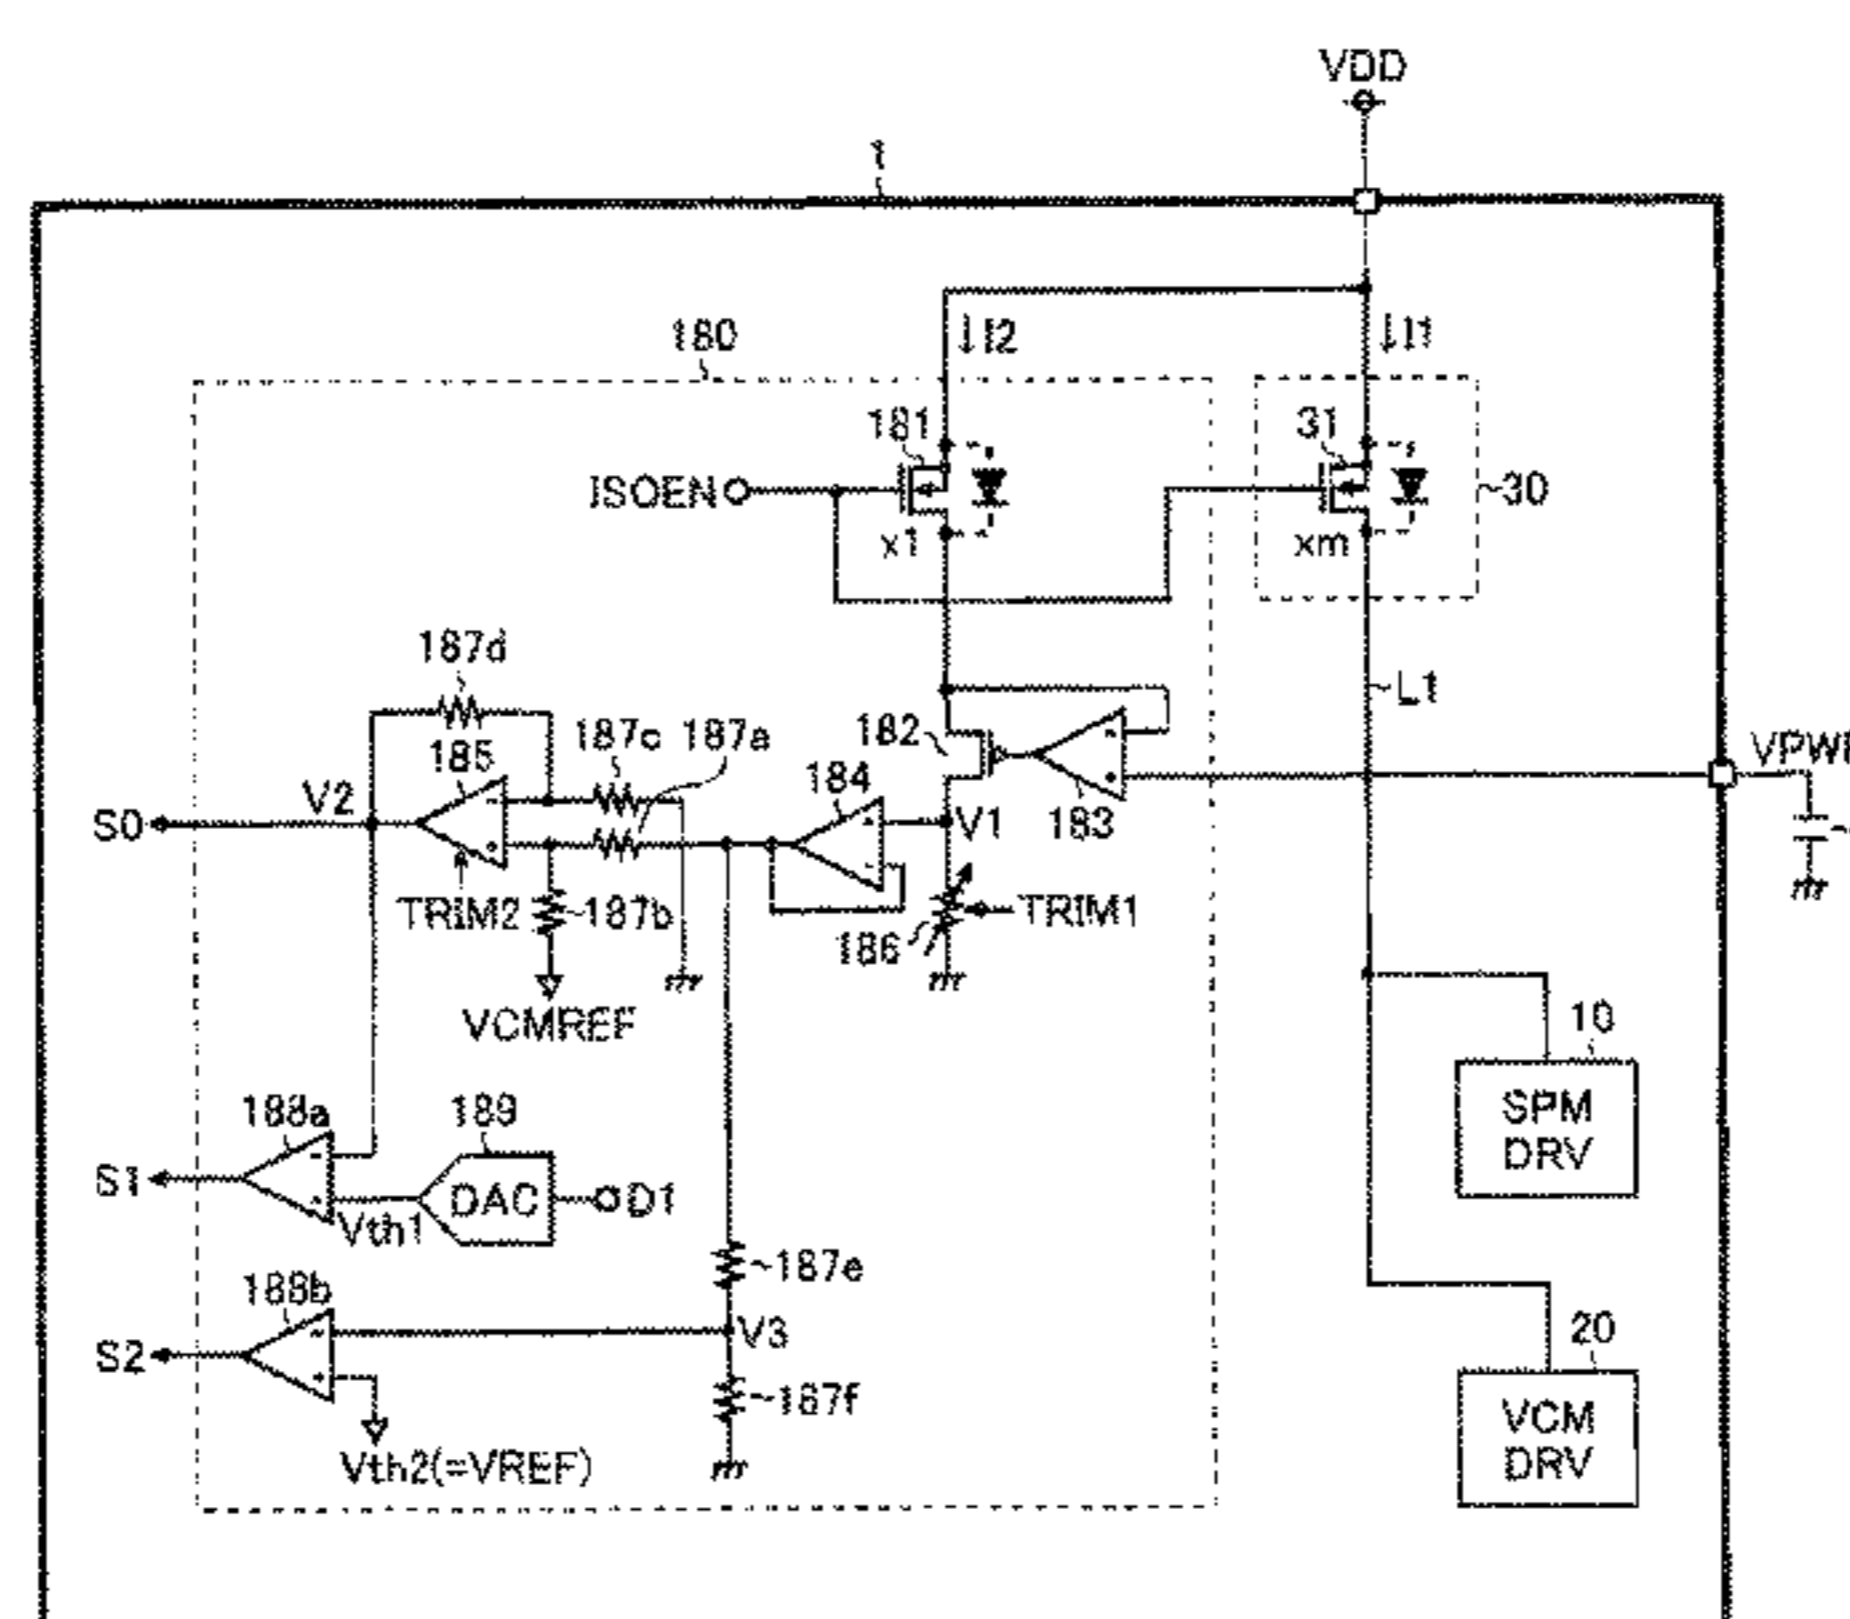 VDD
1
180
I2
I1
181
31
ISOEN
30
x1
xm
187d
L1
187c 187a
182
VPW
185
184
V2
S0
V1
183
TRIM2
187b
TRIM1
186
VCMREF
10
188a
189
SPM
DRV
S1
DAC
D1
Vth1
187e
188b
V3
20
S2
187f
Vth2(=VREF)
VCM
DRV